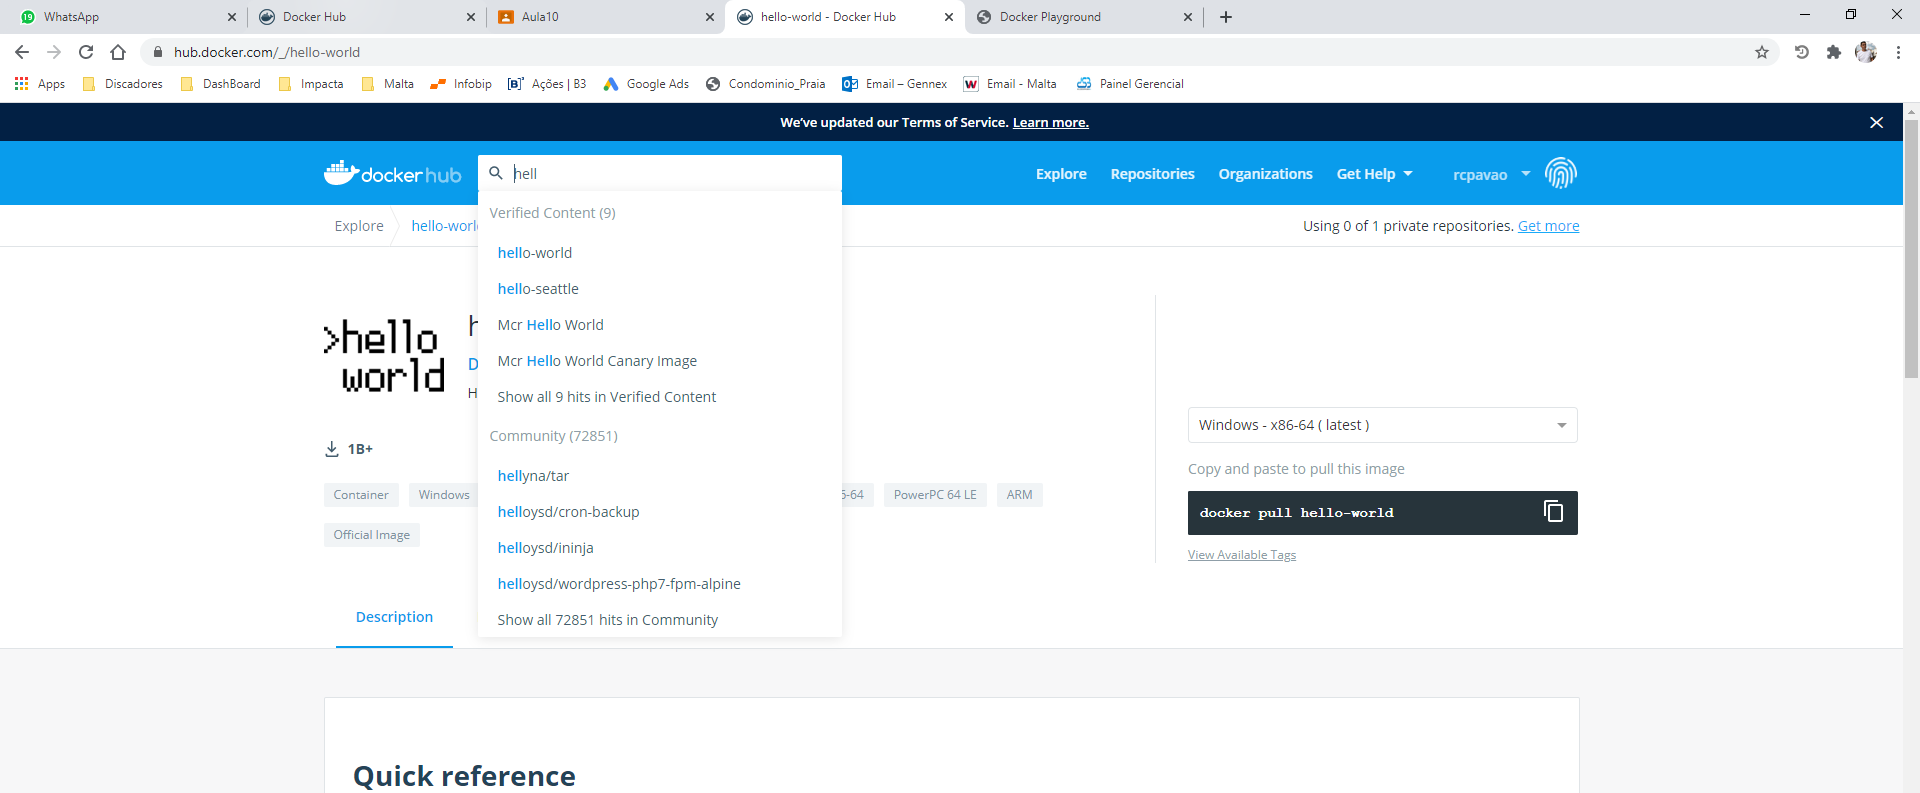 WhatsApp
Docker Hub
Aula10
hello-world - Docker Hub
Docker Playground
hub.docker.com/_/hello-world
Apps
Discadores
DashBoard
Impacta
Malta
Infobip
Ações | B3
Google Ads
Condominio_Praia
Email – Gennex
Email - Malta
Painel Gerencial
We've updated our Terms of Service. Learn more.
docker hub
hell
Explore
Repositories
Organizations
Get Help
rcpavao
Explore
hello-worl
Using 0 of 1 private repositories. Get more
Verified Content (9)
hello-world
hello-seattle
Mcr Hello World
Mcr Hello World Canary Image
Show all 9 hits in Verified Content
Community (72851)
hellyna/tar
helloysd/cron-backup
helloysd/ininja
helloysd/wordpress-php7-fpm-alpine
Show all 72851 hits in Community
>hello
world
h
D
H
1B+
Container
Windows
6-64
PowerPC 64 LE
ARM
Official Image
Windows - x86-64 ( latest )
Copy and paste to pull this image
docker pull hello-world
View Available Tags
Description
Quick reference